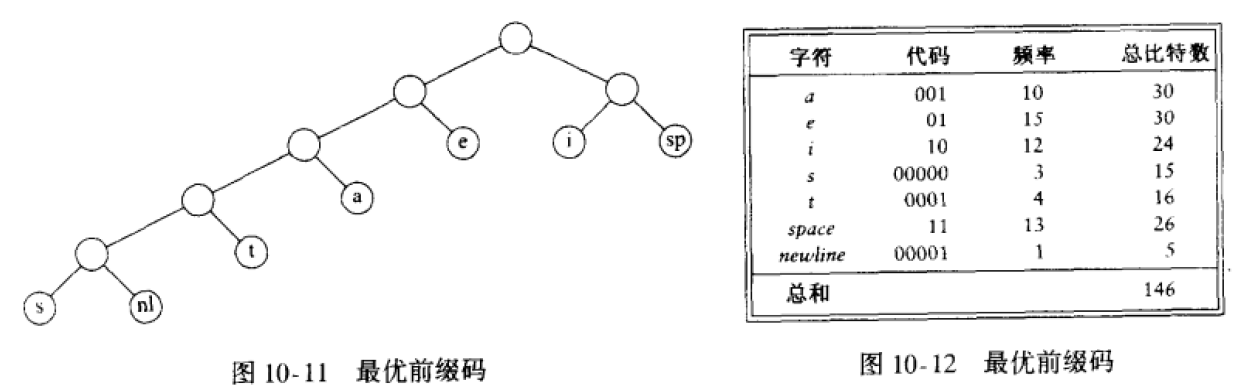 e
i
sp
a
t
s
nl
图 10-11 最优前缀码
字符 代码 频率 总比特数
a 001 10 30
e 01 15 30
i 10 12 24
s 00000 3 15
t 0001 4 16
space 11 13 26
newline 00001 1 5
总和 146
图 10-12 最优前缀码